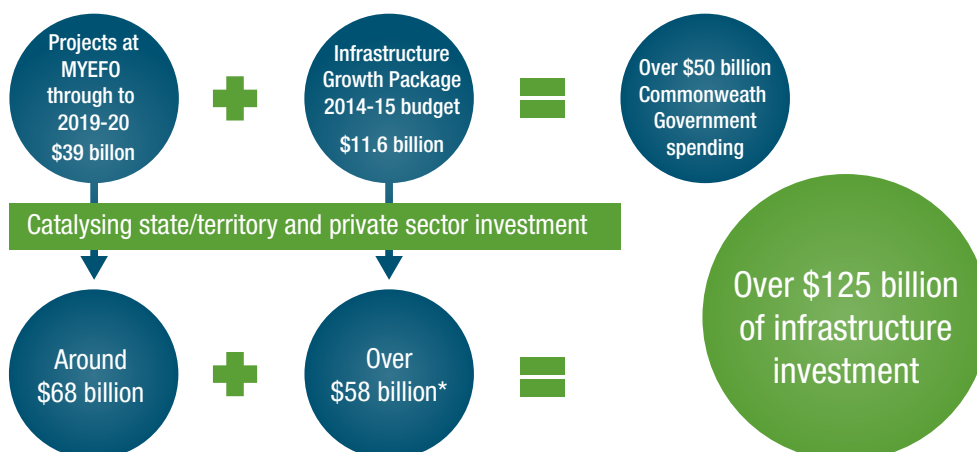 Projects at
MYEFO
through to
2019-20
$39 billon
Infrastructure
Growth Package
2014-15 budget
$11.6 billion
Over $50 billion
Commonweath
Government
spending
Catalysing state/territory and private sector investment
Around
$68 billion
Over
$58 billion*
Over $125 billion
of infrastructure
investment